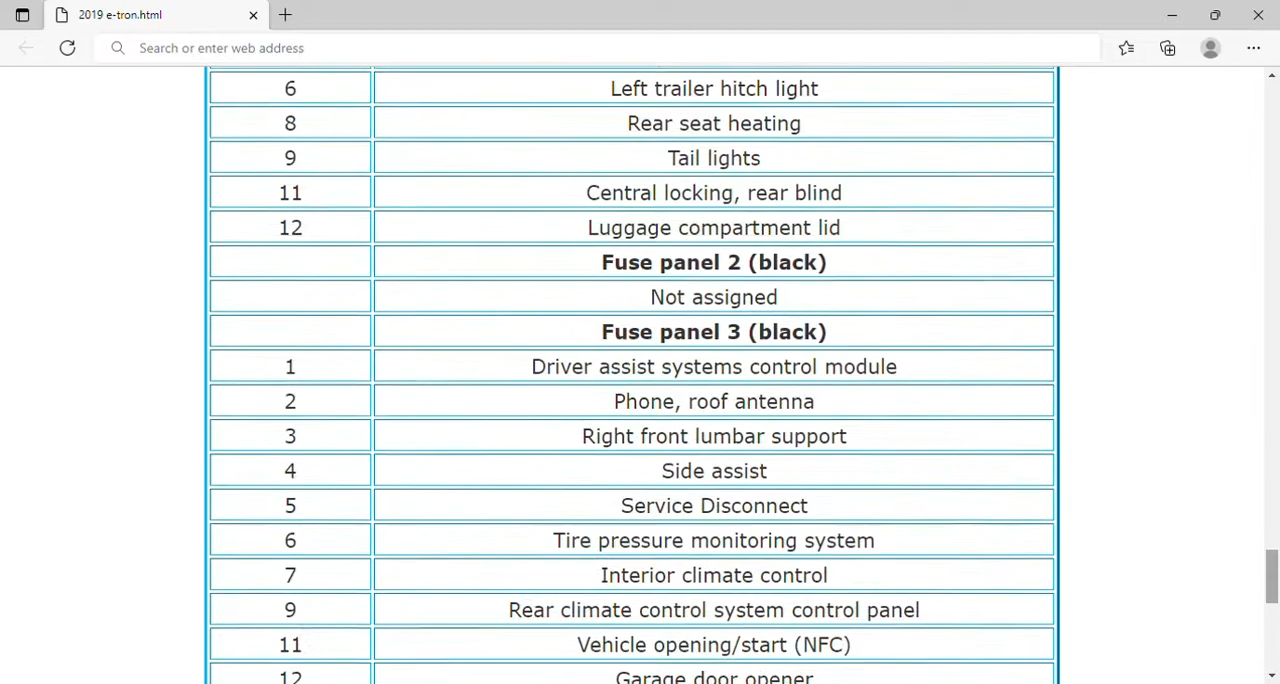 2019 e-tron.html
Search or enter web address
6 Left trailer hitch light
8 Rear seat heating
9 Tail lights
11 Central locking, rear blind
12 Luggage compartment lid
Fuse panel 2 (black)
Not assigned
Fuse panel 3 (black)
1 Driver assist systems control module
2 Phone, roof antenna
3 Right front lumbar support
4 Side assist
5 Service Disconnect
6 Tire pressure monitoring system
7 Interior climate control
9 Rear climate control system control panel
11 Vehicle opening/start (NFC)
12 Garage door opener